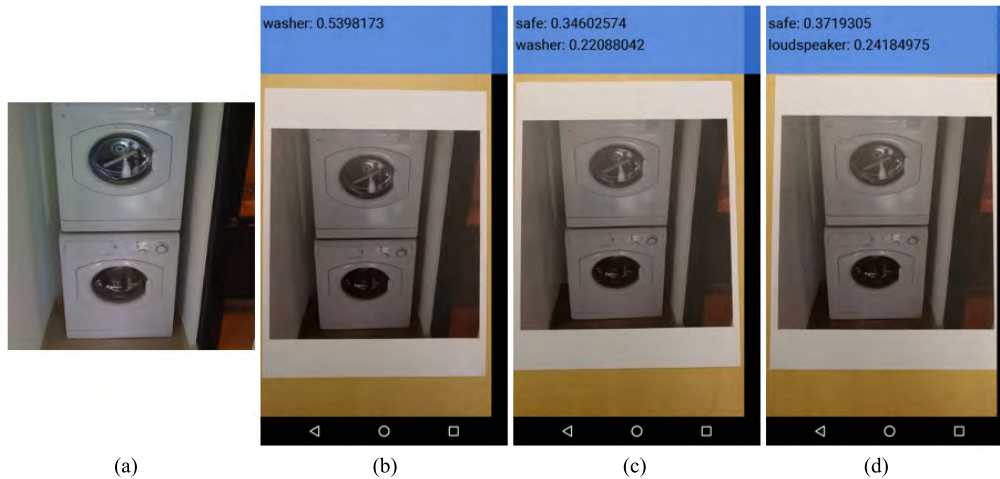 washer: 0.5398173
safe: 0.34602574
washer: 0.22088042
safe: 0.3719305
loudspeaker: 0.24184975
(a)
(b)
(c)
(d)